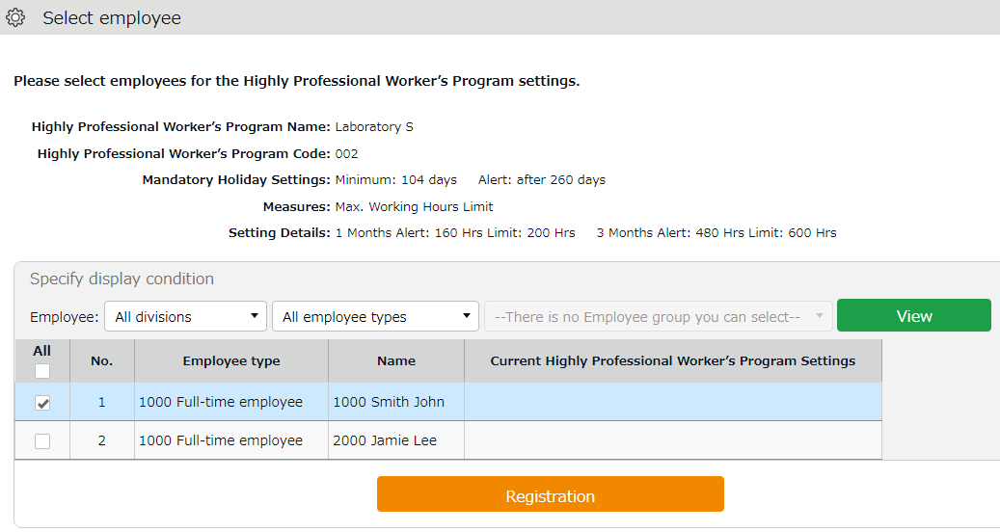 Select employee
Please select employees for the Highly Professional Worker’s Program settings.
Highly Professional Worker’s Program Name: Laboratory S
Highly Professional Worker’s Program Code: 002
Mandatory Holiday Settings: Minimum: 104 days Alert: after 260 days
Measures: Max. Working Hours Limit
Setting Details: 1 Months Alert: 160 Hrs Limit: 200 Hrs 3 Months Alert: 480 Hrs Limit: 600 Hrs
Specify display condition
Employee: All divisions All employee types --There is no Employee group you can select-- View
All No. Employee type Name Current Highly Professional Worker’s Program Settings
1 1000 Full-time employee 1000 Smith John
2 1000 Full-time employee 2000 Jamie Lee
Registration